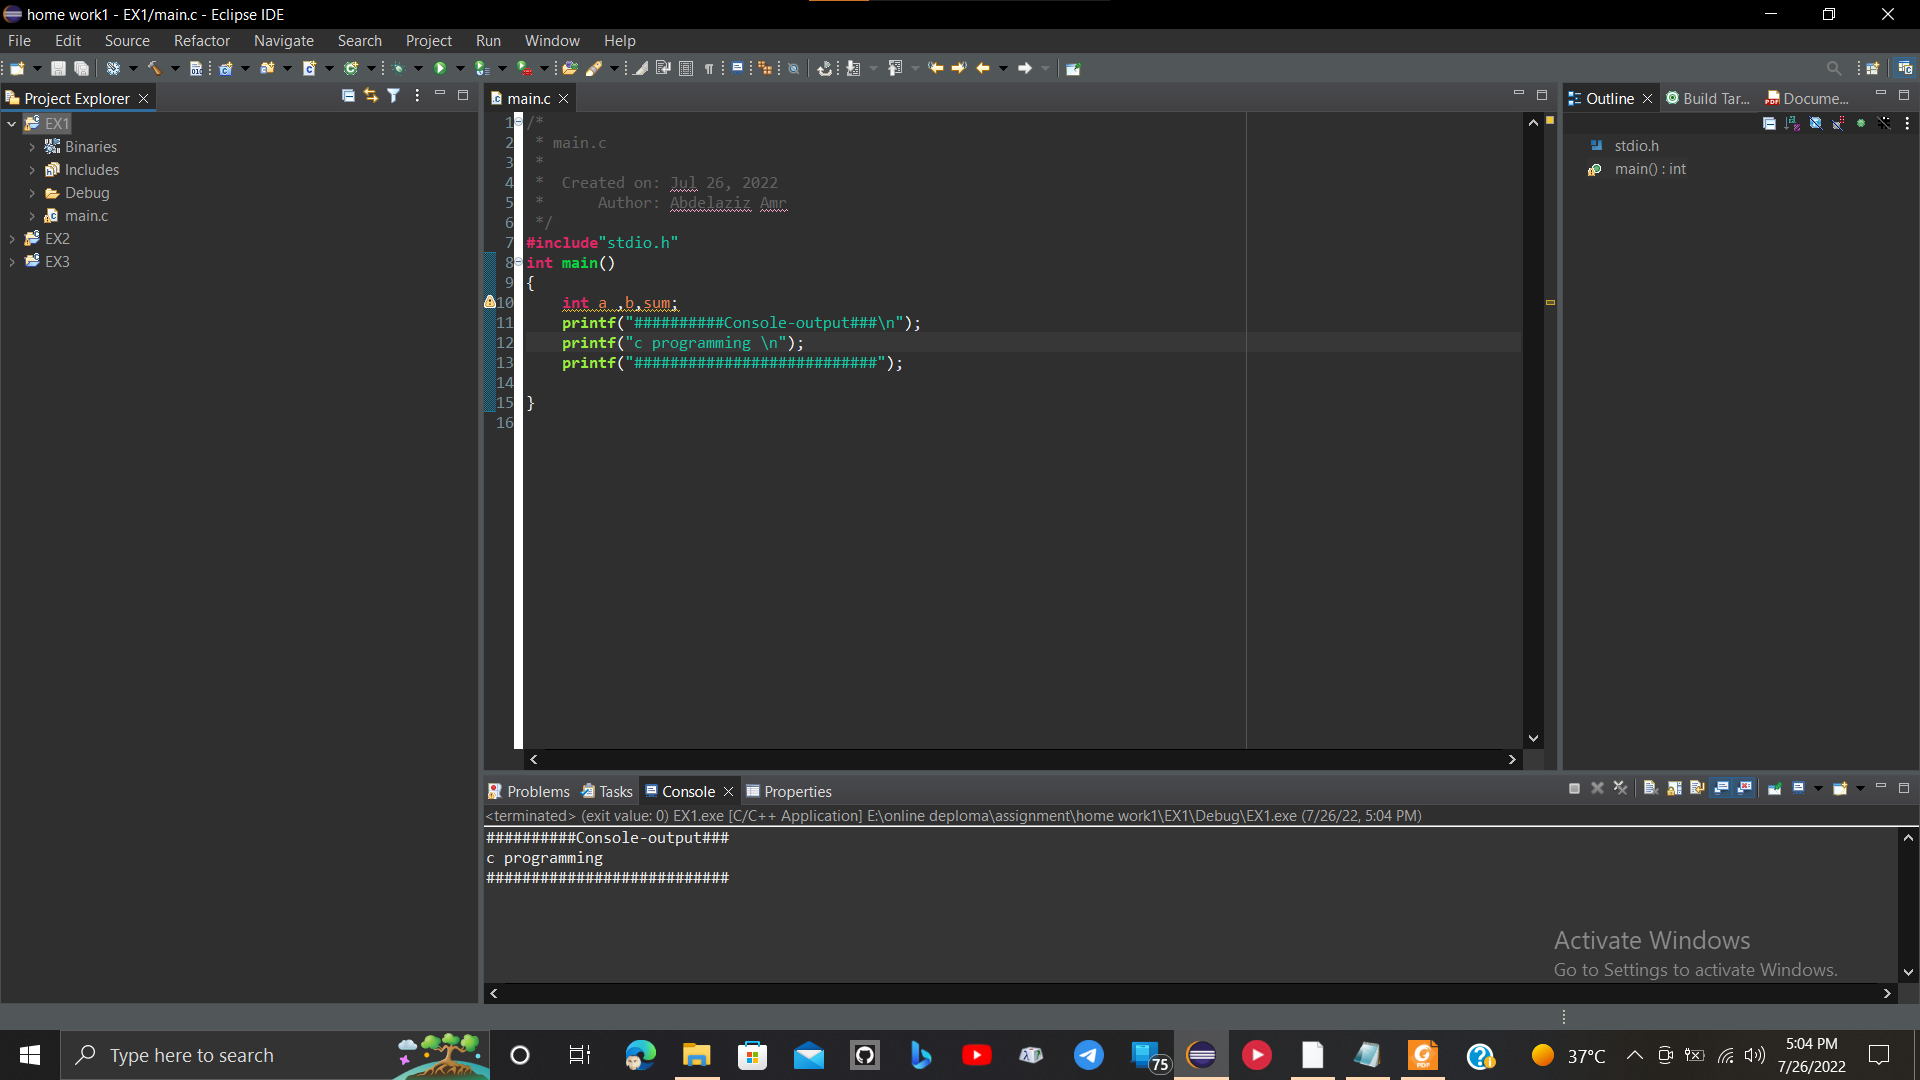 home work1 - EX1/main.c - Eclipse IDE
File Edit Source Refactor Navigate Search Project Run Window Help
Project Explorer
EX1
Binaries
Includes
Debug
main.c
EX2
EX3
main.c
1 /*
2  * main.c
3  *
4  *  Created on: Jul 26, 2022
5  *      Author: Abdelaziz Amr
6  */
7 #include"stdio.h"
8 int main()
9 {
10     int a ,b,sum;
11     printf("##########Console-output###\n");
12     printf("c programming \n");
13     printf("###########################");
14
15 }
16
Outline Build Tar... Docume...
stdio.h
main() : int
Problems Tasks Console Properties
<terminated> (exit value: 0) EX1.exe [C/C++ Application] E:\online deploma\assignment\home work1\EX1\Debug\EX1.exe (7/26/22, 5:04 PM)
##########Console-output###
c programming
###########################
Activate Windows
Go to Settings to activate Windows.
Type here to search
75
37°C
5:04 PM
7/26/2022